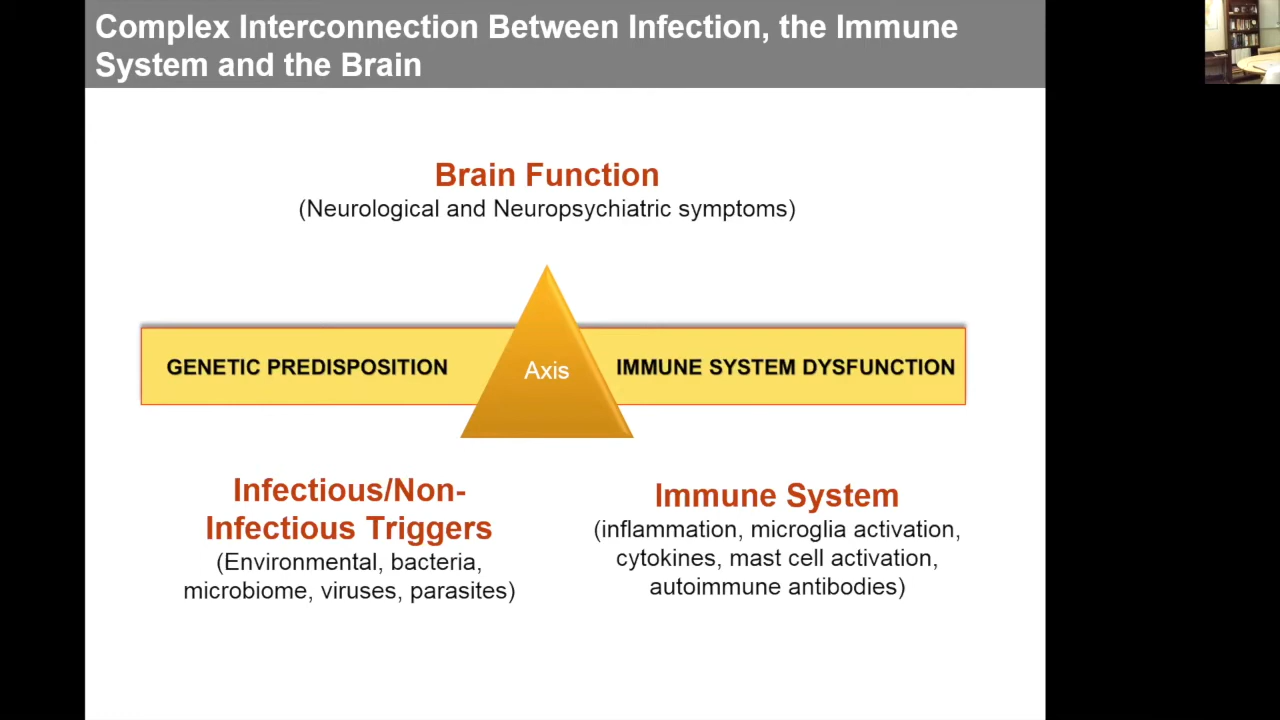 Complex Interconnection Between Infection, the Immune
System and the Brain
Brain Function
(Neurological and Neuropsychiatric symptoms)
GENETIC PREDISPOSITION
Axis
IMMUNE SYSTEM DYSFUNCTION
Infectious/Non-
Infectious Triggers
(Environmental, bacteria,
microbiome, viruses, parasites)
Immune System
(inflammation, microglia activation,
cytokines, mast cell activation,
autoimmune antibodies)